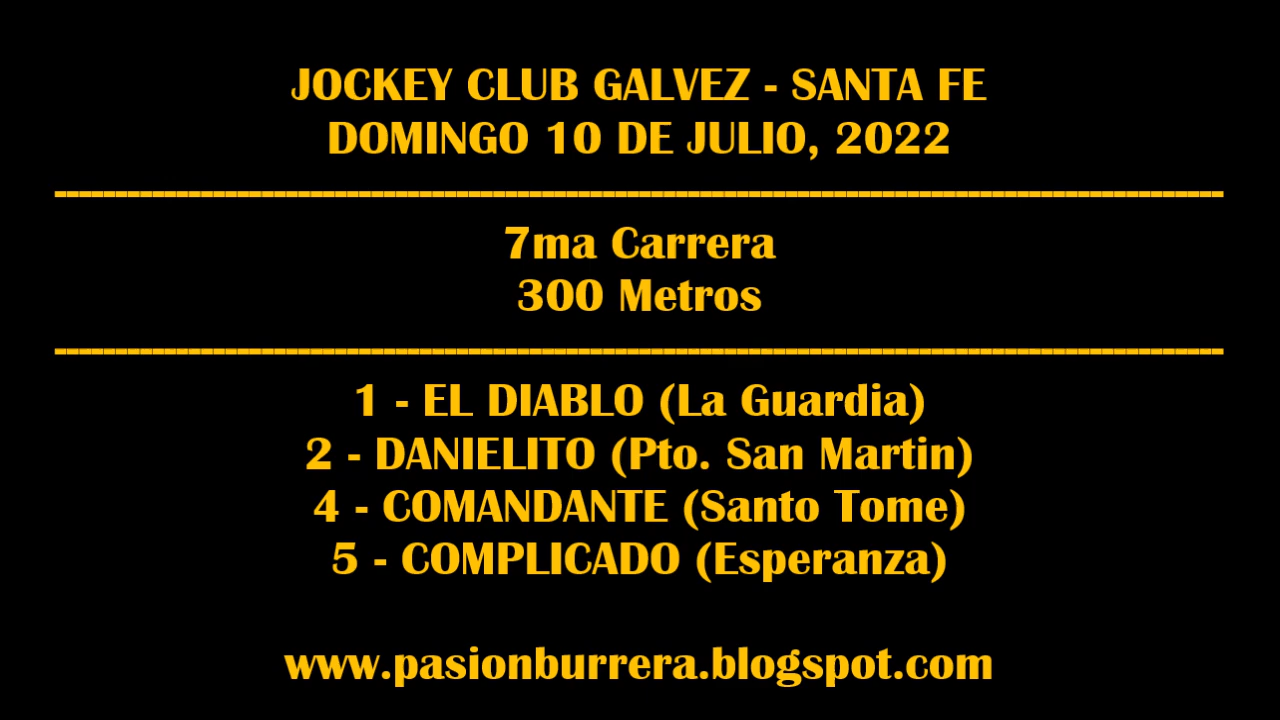 JOCKEY CLUB GALVEZ - SANTA FE
DOMINGO 10 DE JULIO, 2022
7ma Carrera
300 Metros
1 - EL DIABLO (La Guardia)
2 - DANIELITO (Pto. San Martin)
4 - COMANDANTE (Santo Tome)
5 - COMPLICADO (Esperanza)
www.pasionburrera.blogspot.com